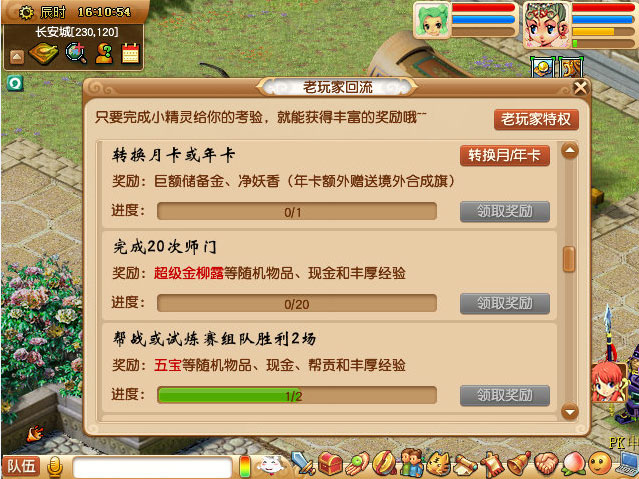 辰时 16:10:54
长安城[230,120]
老玩家回流
只要完成小精灵给你的考验，就能获得丰富的奖励哦~~
老玩家特权
转换月卡或年卡
转换月/年卡
奖励：巨额储备金、净妖香（年卡额外赠送境外合成旗）
进度：
0/1
领取奖励
完成20次师门
奖励：超级金柳露等随机物品、现金和丰厚经验
进度：
0/20
领取奖励
帮战或试炼赛组队胜利2场
奖励：五宝等随机物品、现金、帮贡和丰厚经验
进度：
1/2
领取奖励
队伍